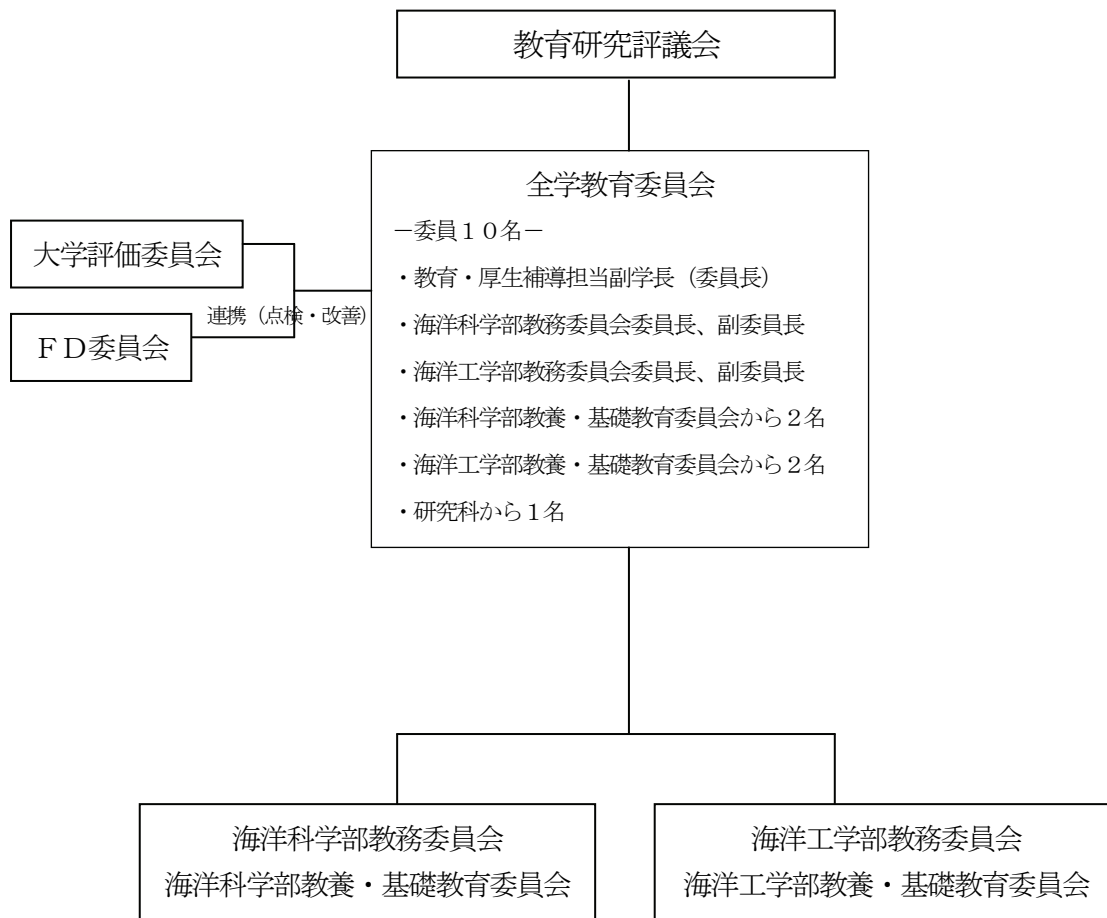 教育研究評議会
全学教育委員会
－委員１０名－
・教育・厚生補導担当副学長（委員長）
・海洋科学部教務委員会委員長、副委員長
・海洋工学部教務委員会委員長、副委員長
・海洋科学部教養・基礎教育委員会から２名
・海洋工学部教養・基礎教育委員会から２名
・研究科から１名
大学評価委員会
連携（点検・改善）
ＦＤ委員会
海洋科学部教務委員会
海洋科学部教養・基礎教育委員会
海洋工学部教務委員会
海洋工学部教養・基礎教育委員会